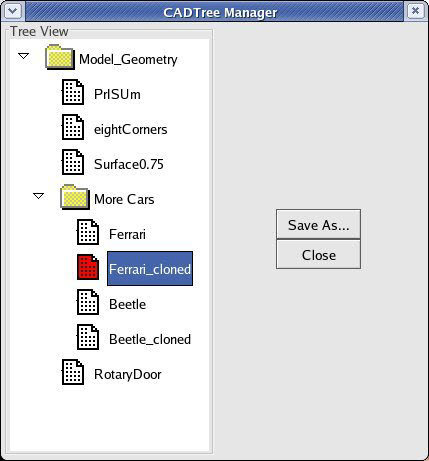 CADTree Manager
Tree View
Model_Geometry
PrISUm
eightCorners
Surface0.75
More Cars
Ferrari
Ferrari_cloned
Beetle
Beetle_cloned
RotaryDoor
Save As...
Close